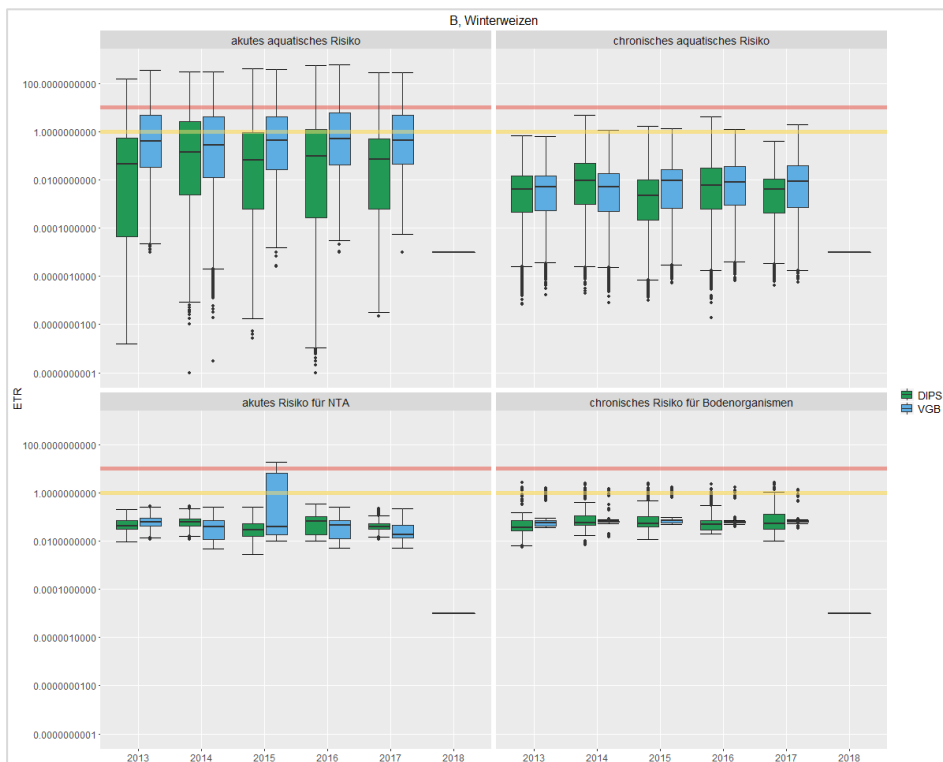 B, Winterweizen
akutes aquatisches Risiko
chronisches aquatisches Risiko
100.0000000000
1.0000000000
0.0100000000
0.0001000000
0.0000010000
0.0000000100
0.0000000001
ETR
DIPS
VGB
akutes Risiko für NTA
chronisches Risiko für Bodenorganismen
100.0000000000
1.0000000000
0.0100000000
0.0001000000
0.0000010000
0.0000000100
0.0000000001
2013 2014 2015 2016 2017 2018 2013 2014 2015 2016 2017 2018